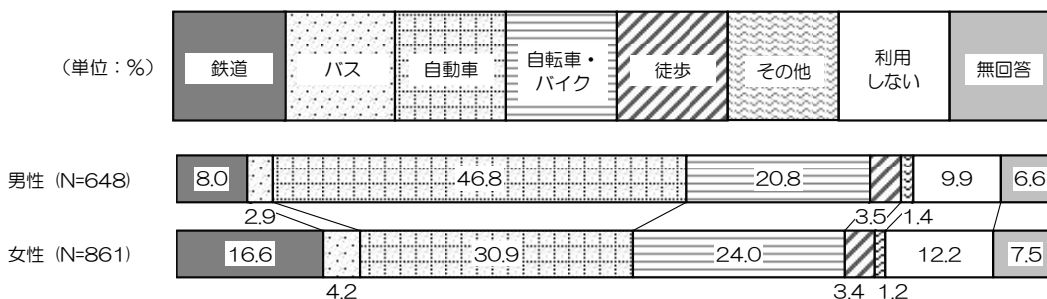 (単位:%) 鉄道 バス 自動車 自転車・バイク 徒歩 その他 利用しない 無回答
男性 (N=648) 8.0 46.8 20.8 9.9 6.6
2.9 3.5 1.4
女性 (N=861) 16.6 30.9 24.0 12.2 7.5
4.2 3.4 1.2